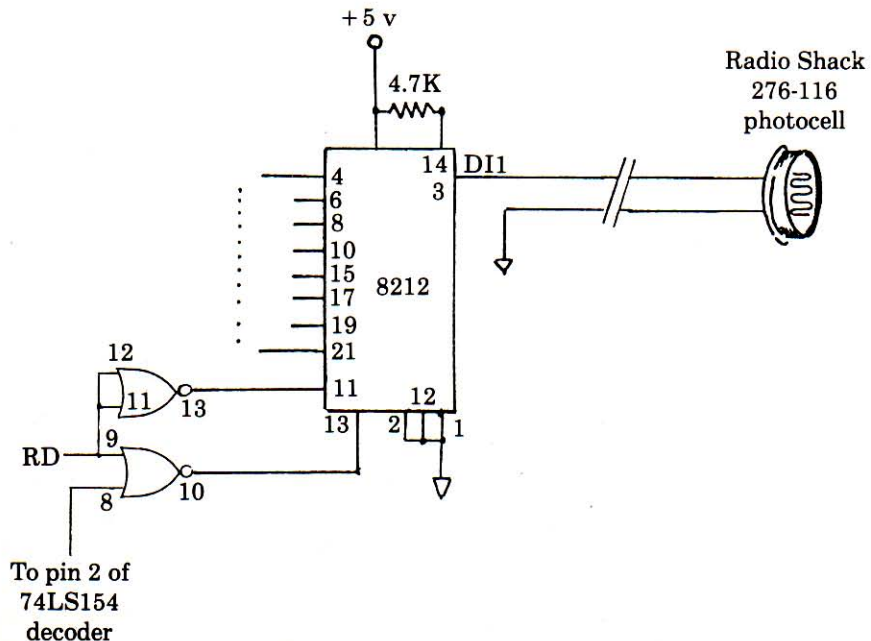 +5 v
4.7K
Radio Shack
276-116
photocell
14 DI1
3
4
6
8
10
15
8212
17
19
21
12
11
13
11
12
13
2
1
RD
9
10
8
To pin 2 of
74LS154
decoder